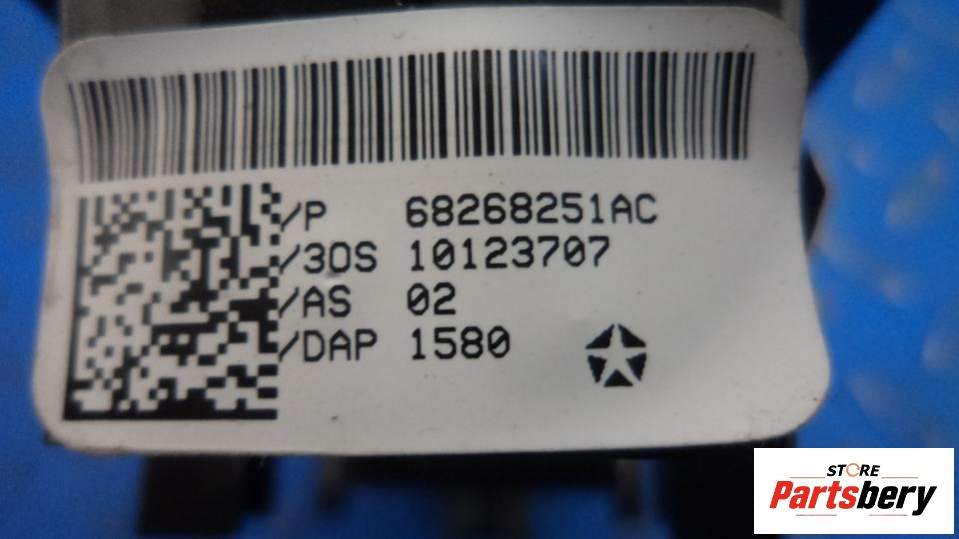 /P 68268251AC
/3OS 10123707
/AS 02
/DAP 1580
STORE
Partsbery